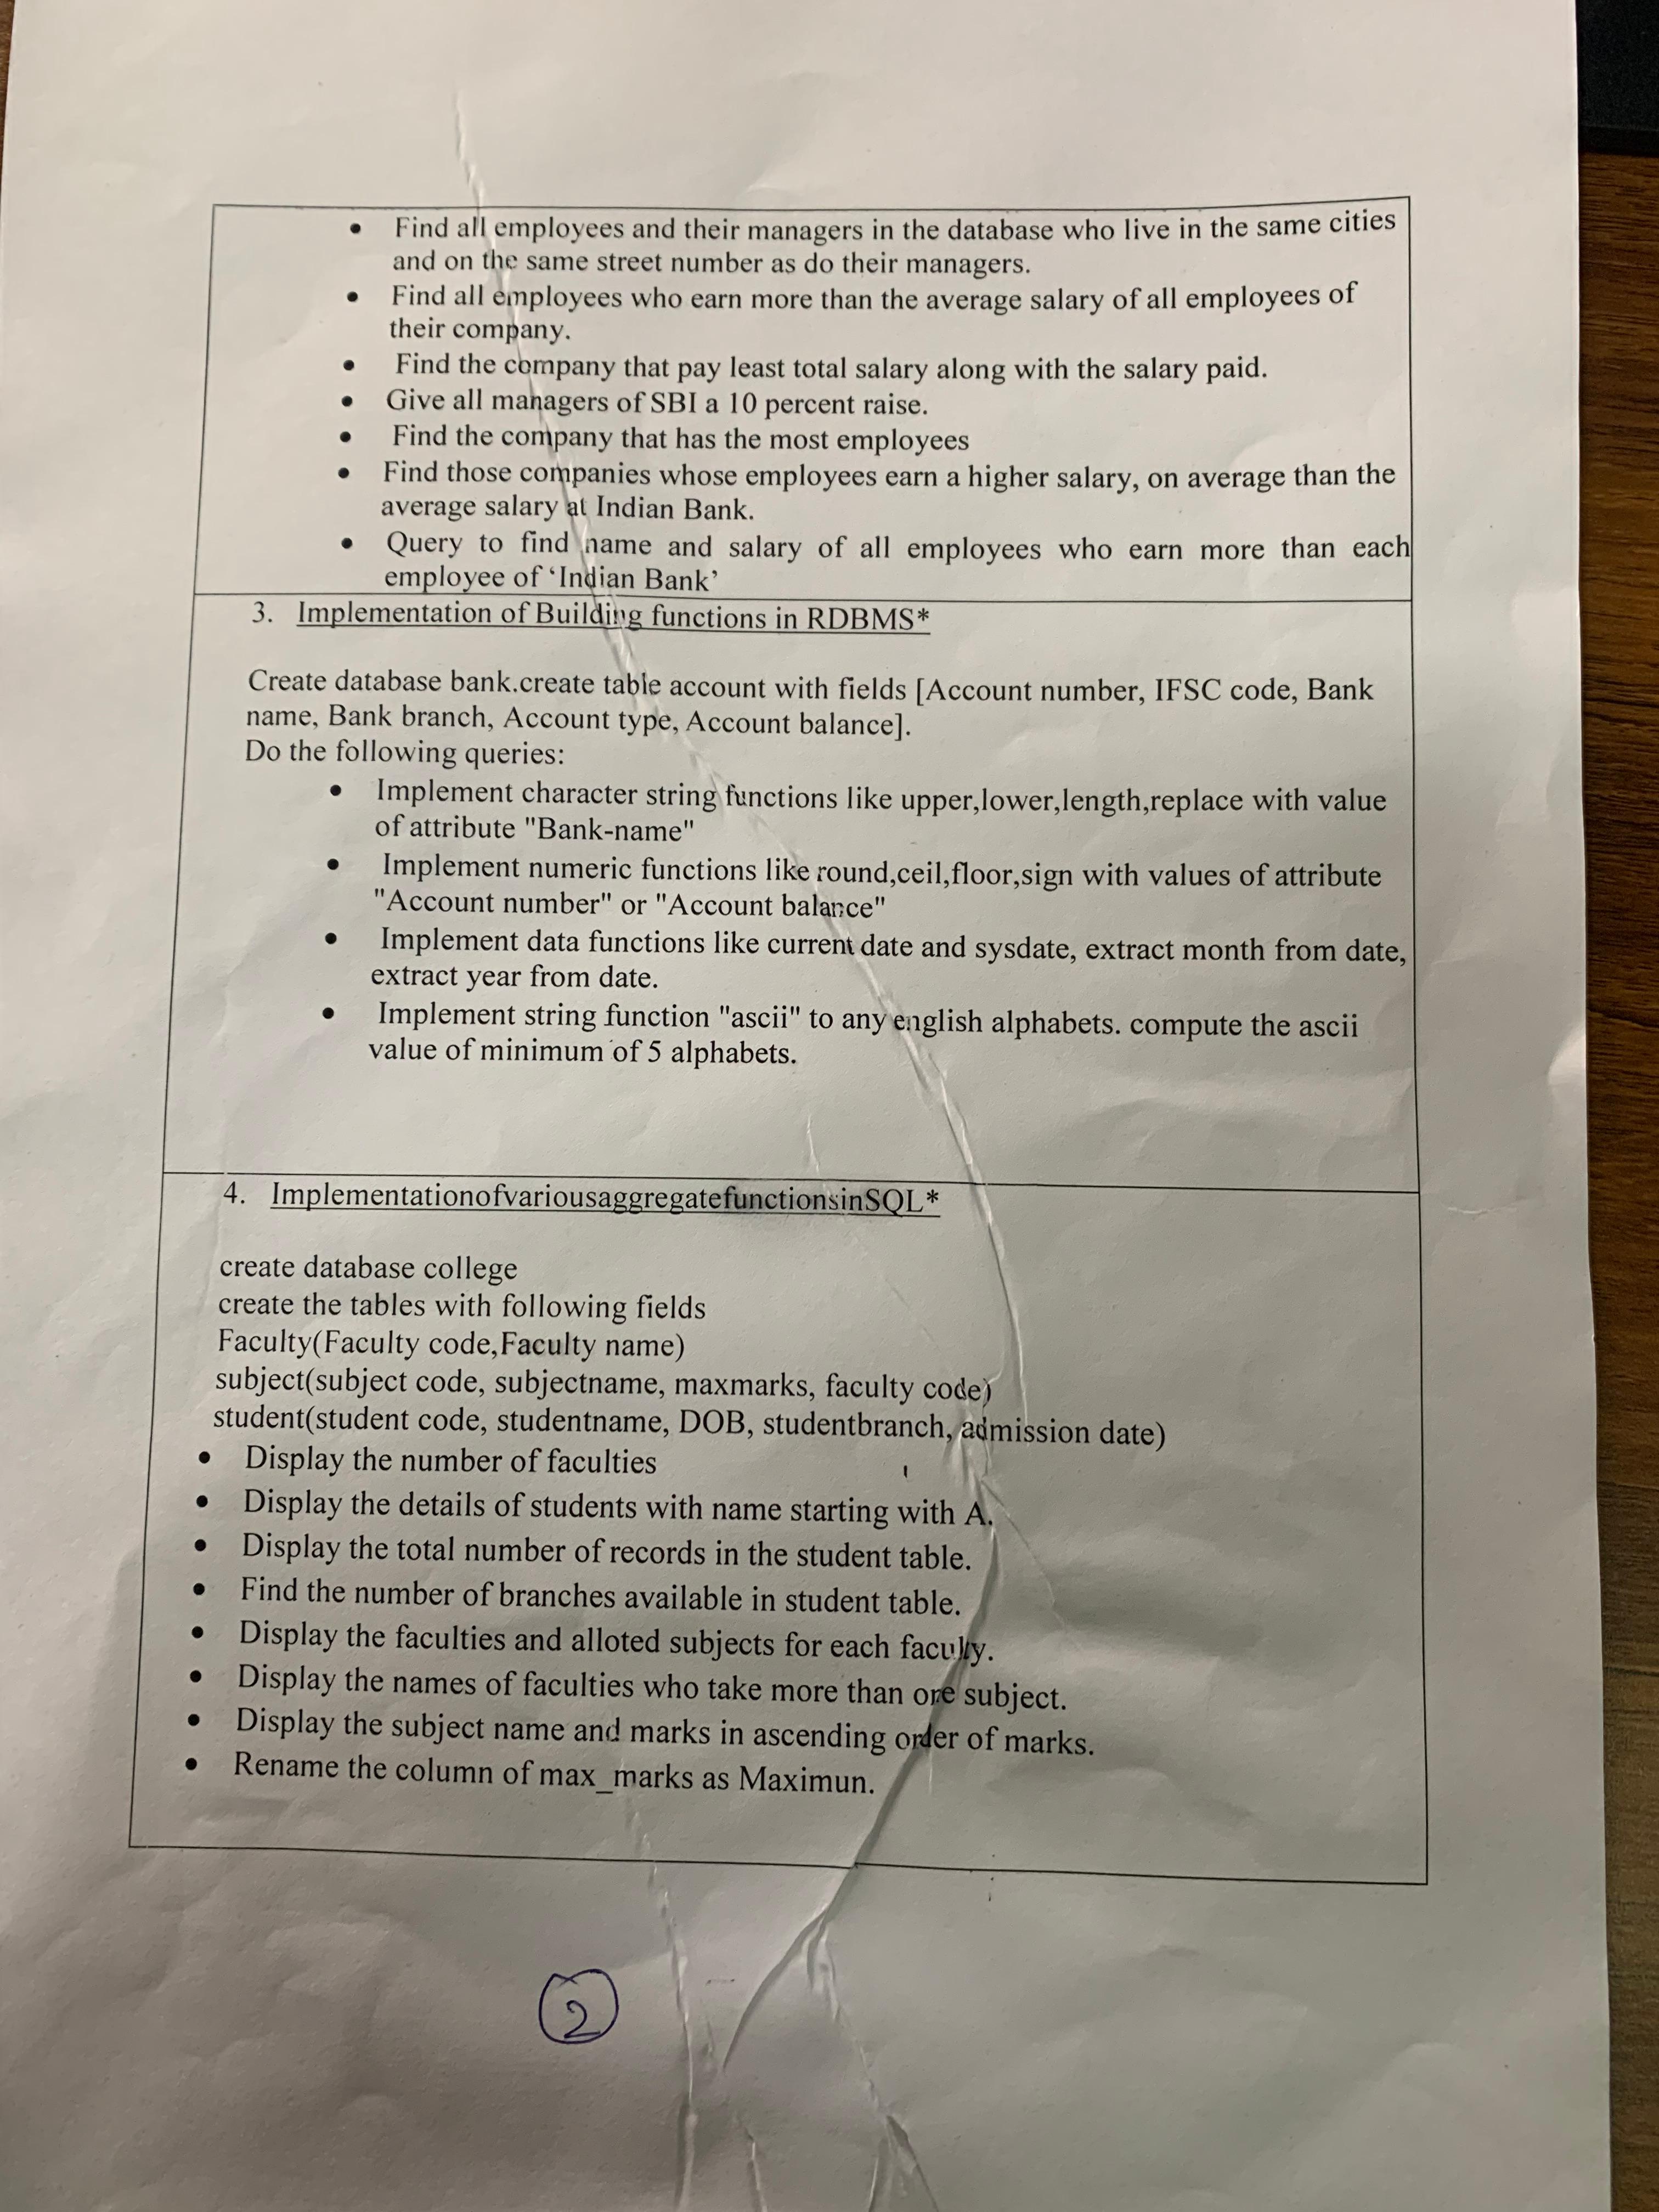 • Find all employees and their managers in the database who live in the same cities
and on the same street number as do their managers.
• Find all employees who earn more than the average salary of all employees of
their company.
• Find the company that pay least total salary along with the salary paid.
• Give all managers of SBI a 10 percent raise.
• Find the company that has the most employees
• Find those companies whose employees earn a higher salary, on average than the
average salary at Indian Bank.
• Query to find name and salary of all employees who earn more than each
employee of ‘Indian Bank’
3. Implementation of Building functions in RDBMS*
Create database bank.create table account with fields [Account number, IFSC code, Bank
name, Bank branch, Account type, Account balance].
Do the following queries:
• Implement character string functions like upper,lower,length,replace with value
of attribute "Bank-name"
• Implement numeric functions like round,ceil,floor,sign with values of attribute
"Account number" or "Account balance"
• Implement data functions like current date and sysdate, extract month from date,
extract year from date.
• Implement string function "ascii" to any english alphabets. compute the ascii
value of minimum of 5 alphabets.
4. ImplementationofvariousaggregatefunctionsinSQL*
create database college
create the tables with following fields
Faculty(Faculty code,Faculty name)
subject(subject code, subjectname, maxmarks, faculty code)
student(student code, studentname, DOB, studentbranch, admission date)
• Display the number of faculties
• Display the details of students with name starting with A.
• Display the total number of records in the student table.
• Find the number of branches available in student table.
• Display the faculties and alloted subjects for each faculty.
• Display the names of faculties who take more than one subject.
• Display the subject name and marks in ascending order of marks.
• Rename the column of max_marks as Maximun.
2